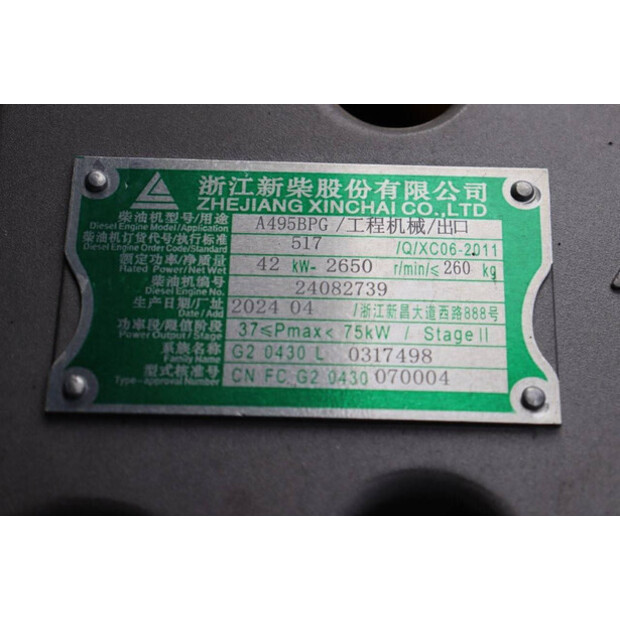 浙江新柴股份有限公司
ZHEJIANG XINCHAI CO.,LTD
柴油机型号/用途 A495BPG /工程机械/出口
Diesel Engine Model/Application
柴油机订货代号/执行标准 517 /Q/XC06-2011
Diesel Engine Order Code/Standard
额定功率/净质量 42 kW- 2650 r/min/≤ 260 kg
Rated Power/Net Wet
柴油机编号 24082739
Diesel Engine No.
生产日期/厂址 2024 04 /浙江新昌大道西路888号
Date / Add
功率段/限值阶段 37≤Pmax< 75kW / Stage II
Power Output / Stage
系族名称 G2 0430 L 0317498
Family Name
型式核准号 CN FC G2 0430 070004
Type-approval Number